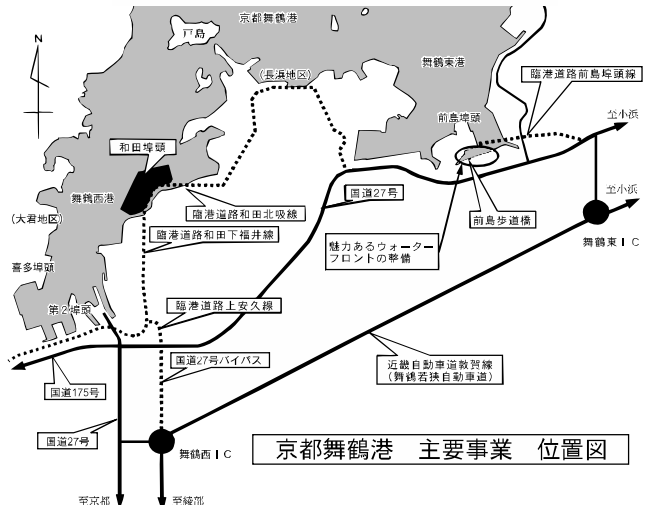 京都舞鶴港
戸島
N
(長浜地区)
舞鶴東港
臨港道路前島埠頭線
至小浜
前島埠頭
和田埠頭
至小浜
国道27号
舞鶴西港
臨港道路和田北吸線
前島歩道橋
(大君地区)
臨港道路和田下福井線
魅力あるウォーター
フロントの整備
舞鶴東ＩＣ
喜多埠頭
第２埠頭
臨港道路上安久線
国道27号バイパス
近畿自動車道敦賀線
(舞鶴若狭自動車道)
国道175号
国道27号
舞鶴西ＩＣ
京都舞鶴港　主要事業　位置図
至京都
至綾部